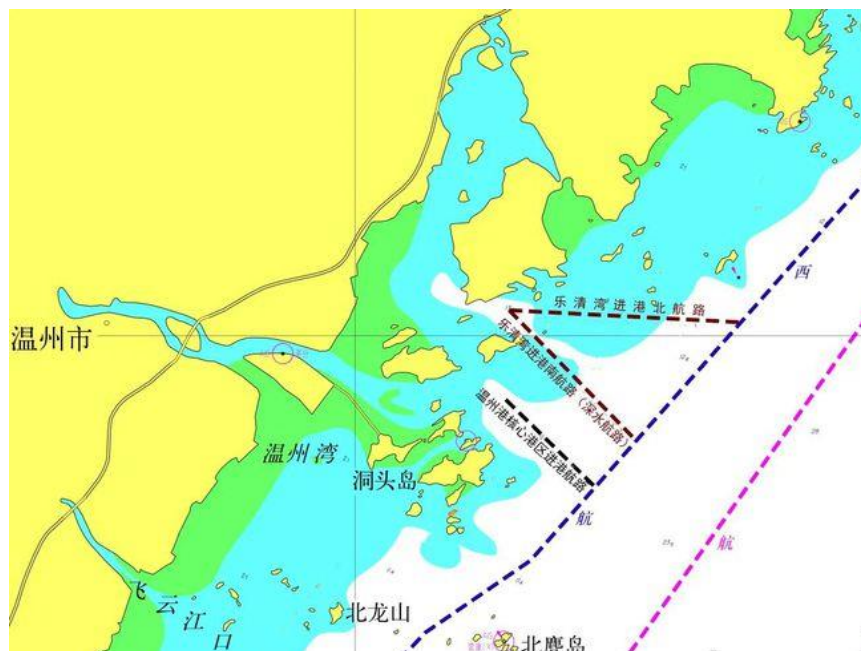 西
乐清湾进港北航路
温州市
乐清湾进港南航路（深水航路）
温州港核心港区进港航路
温州湾
洞头岛
航
航
飞云江口
北龙山
北麂岛